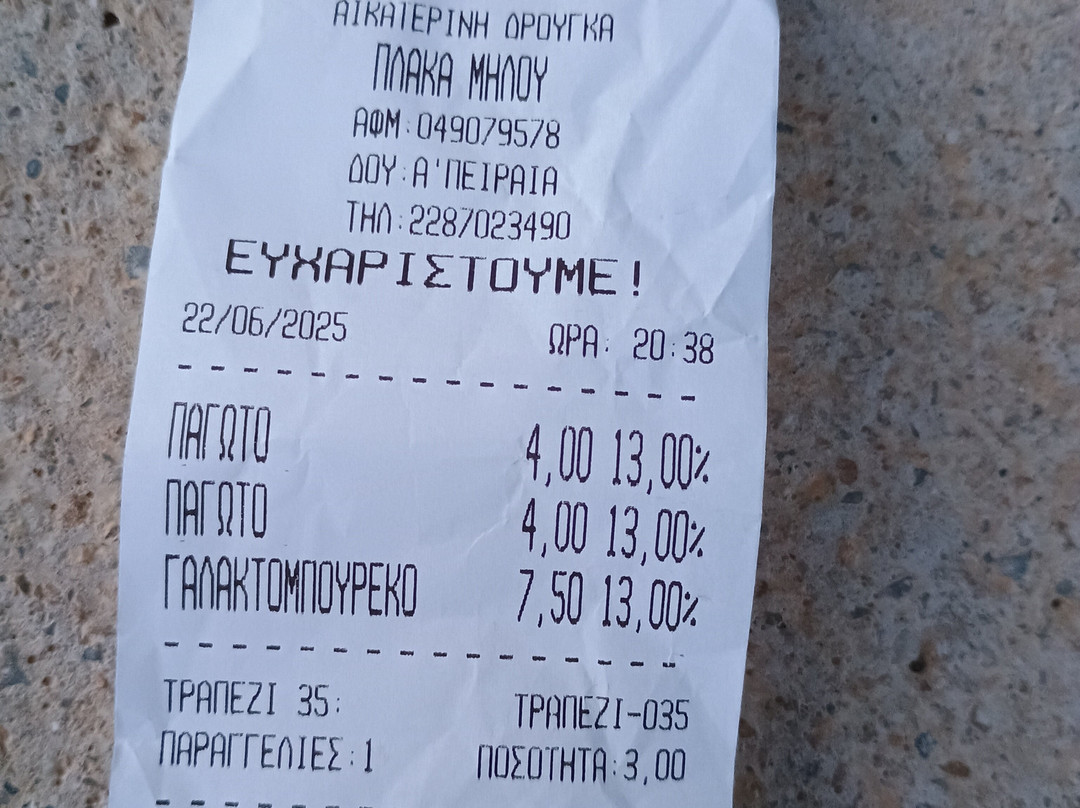 ΑΙΚΑΤΕΡΙΝΗ ΔΡΟΥΓΚΑ
ΠΛΑΚΑ ΜΗΛΟΥ
ΑΦΜ:049079578
ΔΟΥ:Α'ΠΕΙΡΑΙΑ
ΤΗΛ:2287023490
ΕΥΧΑΡΙΣΤΟΥΜΕ!
22/06/2025 ΩΡΑ: 20:38
ΠΑΓΩΤΟ 4,00 13,00%
ΠΑΓΩΤΟ 4,00 13,00%
ΓΑΛΑΚΤΟΜΠΟΥΡΕΚΟ 7,50 13,00%
ΤΡΑΠΕΖΙ 35: ΤΡΑΠΕΖΙ-035
ΠΑΡΑΓΓΕΛΙΕΣ:1 ΠΟΣΟΤΗΤΑ:3,00